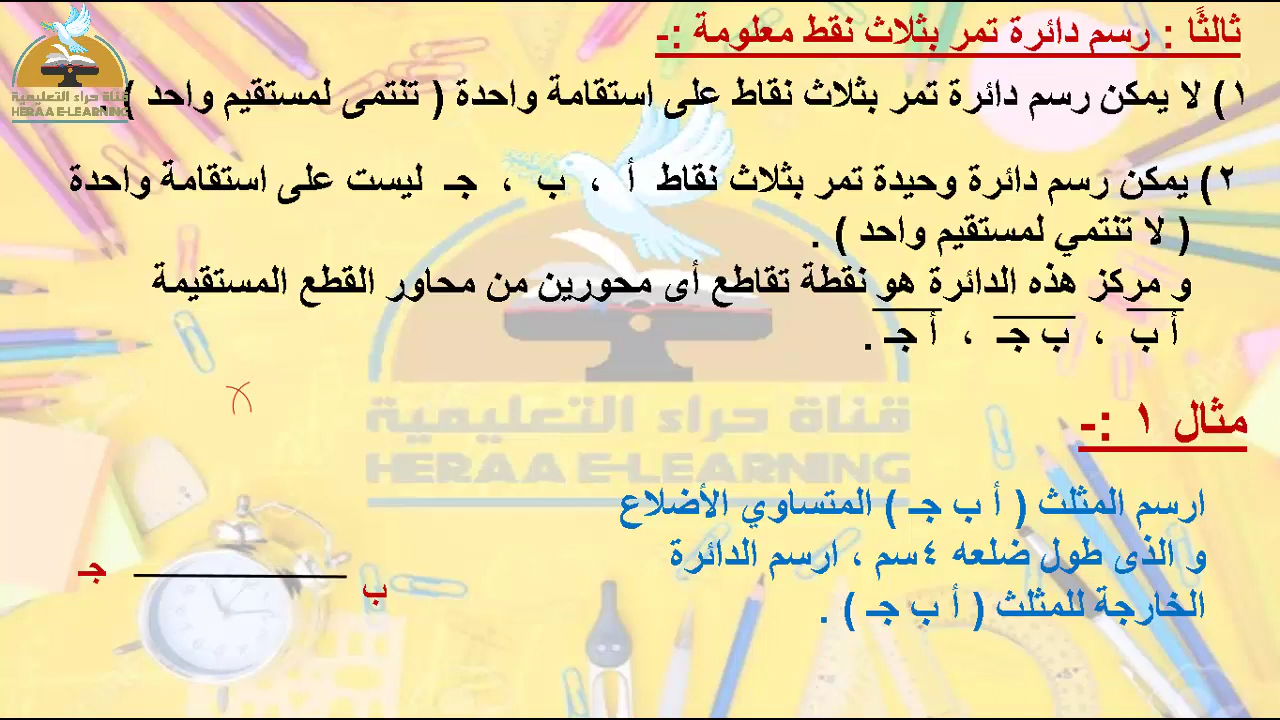 ثالثًا : رسم دائرة تمر بثلاث نقط معلومة :-
١) لا يمكن رسم دائرة تمر بثلاث نقاط على استقامة واحدة ( تنتمى لمستقيم واحد ) .
٢) يمكن رسم دائرة وحيدة تمر بثلاث نقاط أ ، ب ، جـ ليست على استقامة واحدة
( لا تنتمي لمستقيم واحد ) .
و مركز هذه الدائرة هو نقطة تقاطع أى محورين من محاور القطع المستقيمة
أ ب ، ب جـ ، أ جـ .
مثال ١ :-
ارسم المثلث ( أ ب جـ ) المتساوي الأضلاع
و الذى طول ضلعه ٤سم ، ارسم الدائرة
الخارجة للمثلث ( أ ب جـ ) .
ب
جـ
قناة حراء التعليمية
HERAA E-LEARNING
قناة حراء التعليمية
HERAA E-LEARNING